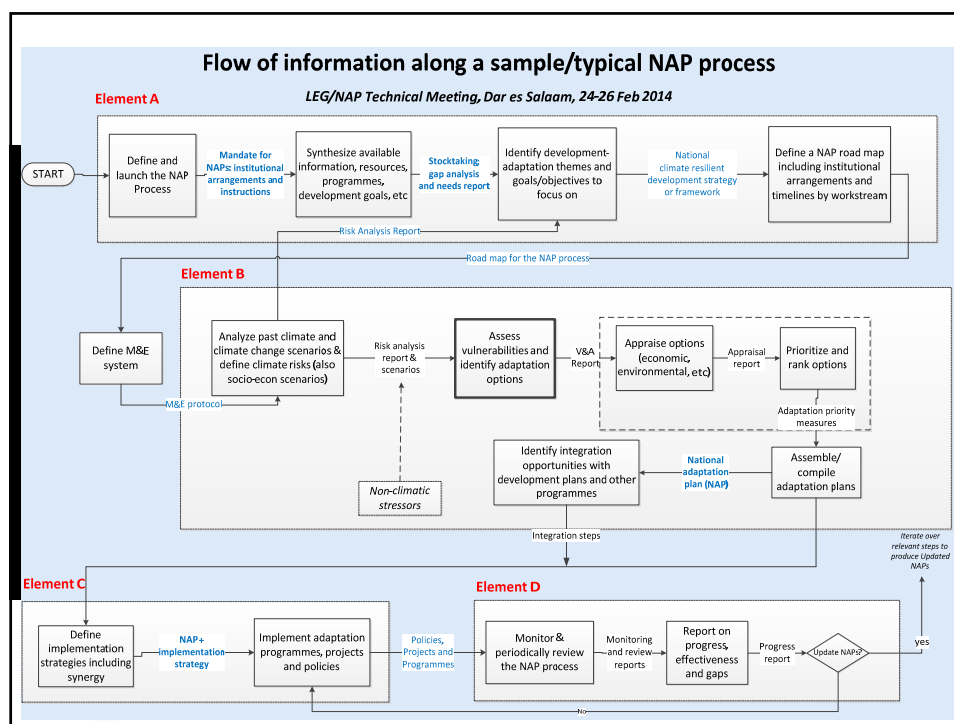 Flow of information along a sample/typical NAP process
LEG/NAP Technical Meeting, Dar es Salaam, 24-26 Feb 2014
Element A
START
Define and
launch the NAP
Process
Mandate for
NAPs: institutional
arrangements and
instructions
Synthesize available
information, resources,
programmes,
development goals, etc
Stocktaking;
gap analysis
and needs report
Identify development-
adaptation themes and
goals/objectives to
focus on
National
climate resilient
development strategy
or framework
Define a NAP road map
including institutional
arrangements and
timelines by workstream
Risk Analysis Report
Road map for the NAP process
Element B
Define M&E
system
M&E protocol
Analyze past climate and
climate change scenarios &
define climate risks (also
socio-econ scenarios)
Risk analysis
report &
scenarios
Assess
vulnerabilities and
identify adaptation
options
V&A
Report
Appraise options
(economic,
environmental, etc)
Appraisal
report
Prioritize and
rank options
Adaptation priority
measures
Non-climatic
stressors
Identify integration
opportunities with
development plans and other
programmes
National
adaptation
plan (NAP)
Assemble/
compile
adaptation plans
Integration steps
Iterate over
relevant steps to
produce Updated
NAPs
Element C
Define
implementation
strategies including
synergy
NAP+
implementation
strategy
Implement adaptation
programmes, projects
and policies
Policies,
Projects and
Programmes
Element D
Monitor &
periodically review
the NAP process
Monitoring
and review
reports
Report on
progress,
effectiveness
and gaps
Progress
report
Update NAPs?
yes
No